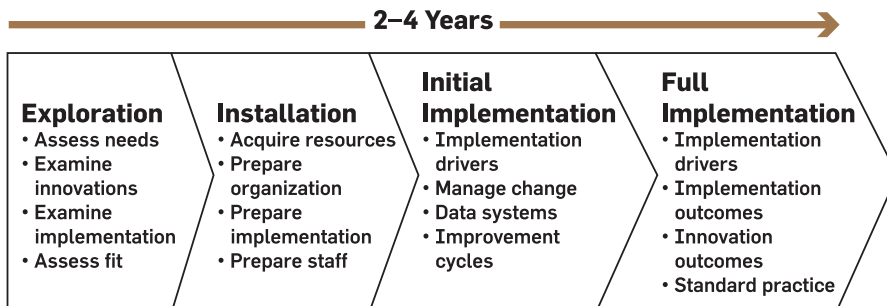 2–4 Years
Exploration
• Assess needs
• Examine
innovations
• Examine
implementation
• Assess fit
Installation
• Acquire resources
• Prepare
organization
• Prepare
implementation
• Prepare staff
Initial
Implementation
• Implementation
drivers
• Manage change
• Data systems
• Improvement
cycles
Full
Implementation
• Implementation
drivers
• Implementation
outcomes
• Innovation
outcomes
• Standard practice